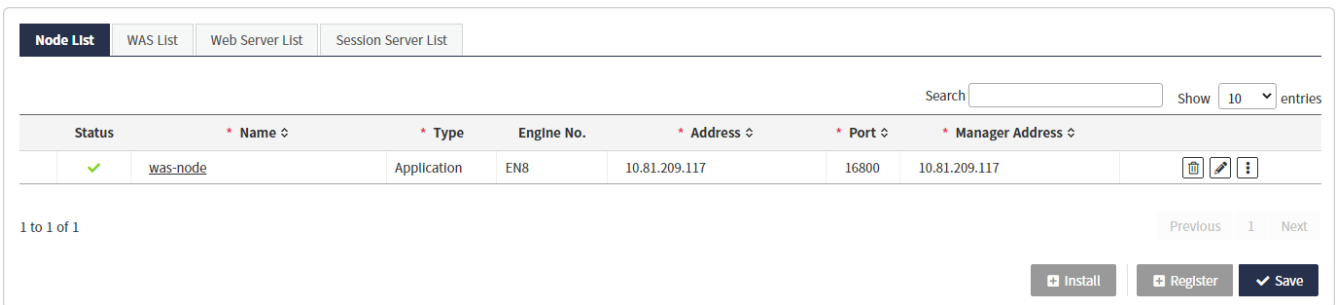 Node List WAS List Web Server List Session Server List
Search Show 10 entries
Status * Name * Type Engine No. * Address * Port * Manager Address
was-node Application EN8 10.81.209.117 16800 10.81.209.117
1 to 1 of 1 Previous 1 Next
Install Register Save